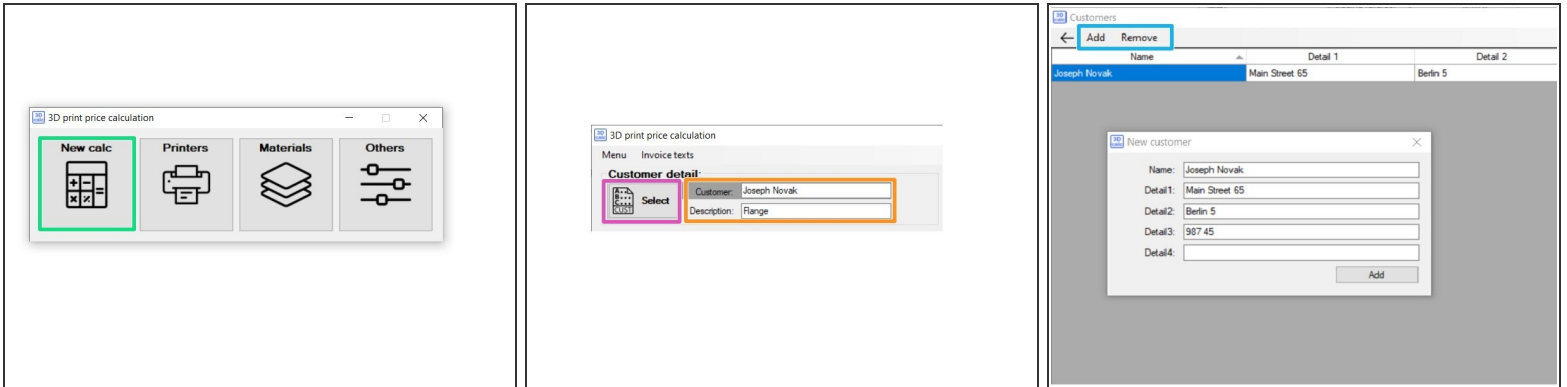 3D print price calculation
New calc
Printers
Materials
Others
3D print price calculation
Menu Invoice texts
Customer detail:
Select
Customer: Joseph Novak
Description: Flange
CUST
Customers
Add Remove
Name Detail 1 Detail 2
Joseph Novak Main Street 65 Berlin 5
New customer
Name: Joseph Novak
Detail1: Main Street 65
Detail2: Berlin 5
Detail3: 987 45
Detail4:
Add